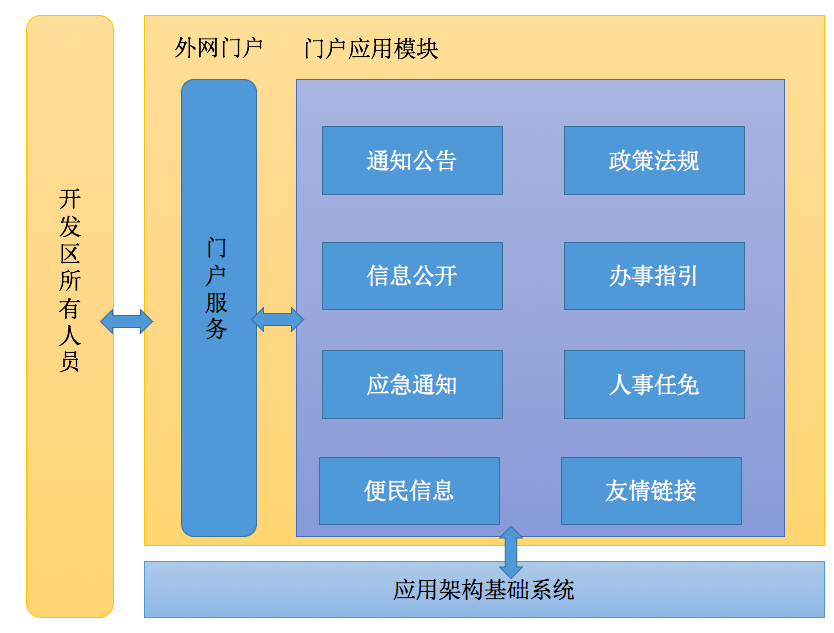 外网门户
门户应用模块
开发区所有人员
门户服务
通知公告
政策法规
信息公开
办事指引
应急通知
人事任免
便民信息
友情链接
应用架构基础系统